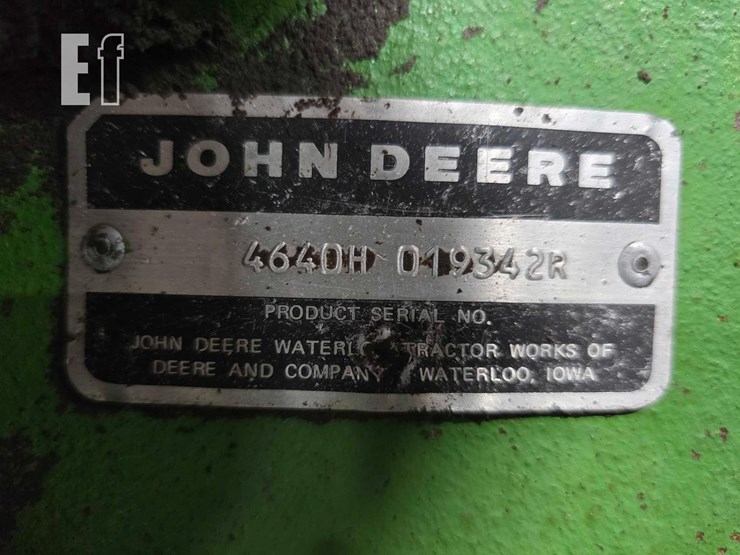 Ef
JOHN DEERE
4640H 019342R
PRODUCT SERIAL NO.
JOHN DEERE WATERL TRACTOR WORKS OF
DEERE AND COMPANY WATERLOO, IOWA